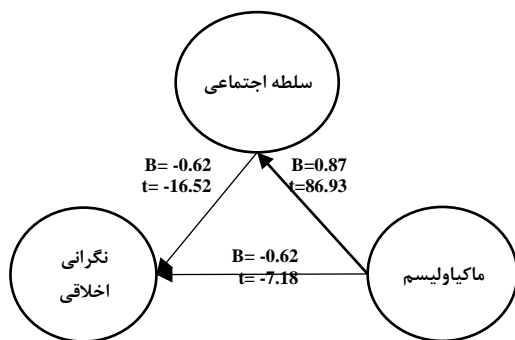 سلطه اجتماعی
B= -0.62
t= -16.52
B=0.87
t=86.93
نگرانی
اخلاقی
B= -0.62
t= -7.18
ماکیاولیسم